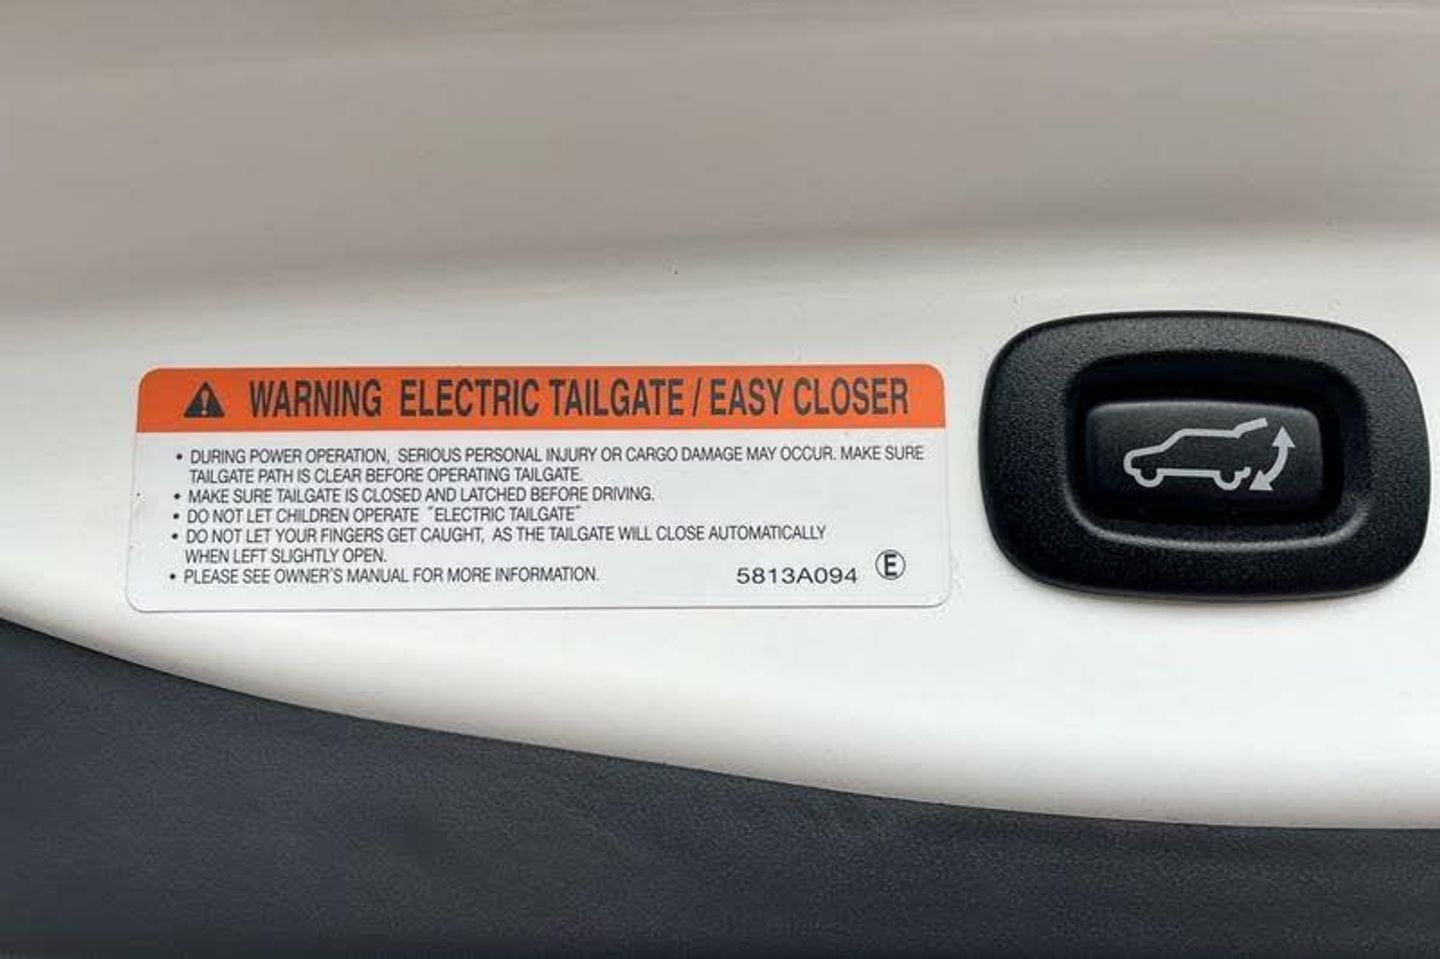 WARNING ELECTRIC TAILGATE / EASY CLOSER
• DURING POWER OPERATION, SERIOUS PERSONAL INJURY OR CARGO DAMAGE MAY OCCUR. MAKE SURE
TAILGATE PATH IS CLEAR BEFORE OPERATING TAILGATE.
• MAKE SURE TAILGATE IS CLOSED AND LATCHED BEFORE DRIVING.
• DO NOT LET CHILDREN OPERATE "ELECTRIC TAILGATE"
• DO NOT LET YOUR FINGERS GET CAUGHT, AS THE TAILGATE WILL CLOSE AUTOMATICALLY
WHEN LEFT SLIGHTLY OPEN.
• PLEASE SEE OWNER'S MANUAL FOR MORE INFORMATION.
5813A094 E